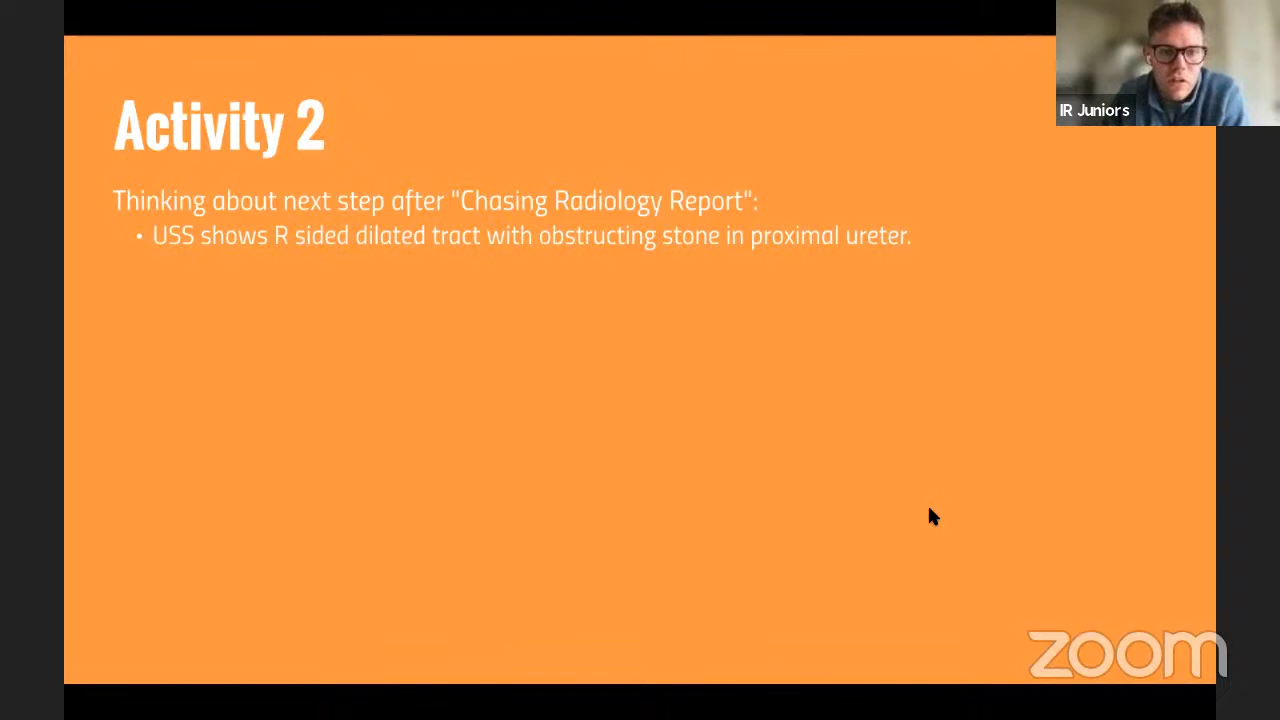 Activity 2
Thinking about next step after "Chasing Radiology Report":
• USS shows R sided dilated tract with obstructing stone in proximal ureter.
IR Juniors
zoom